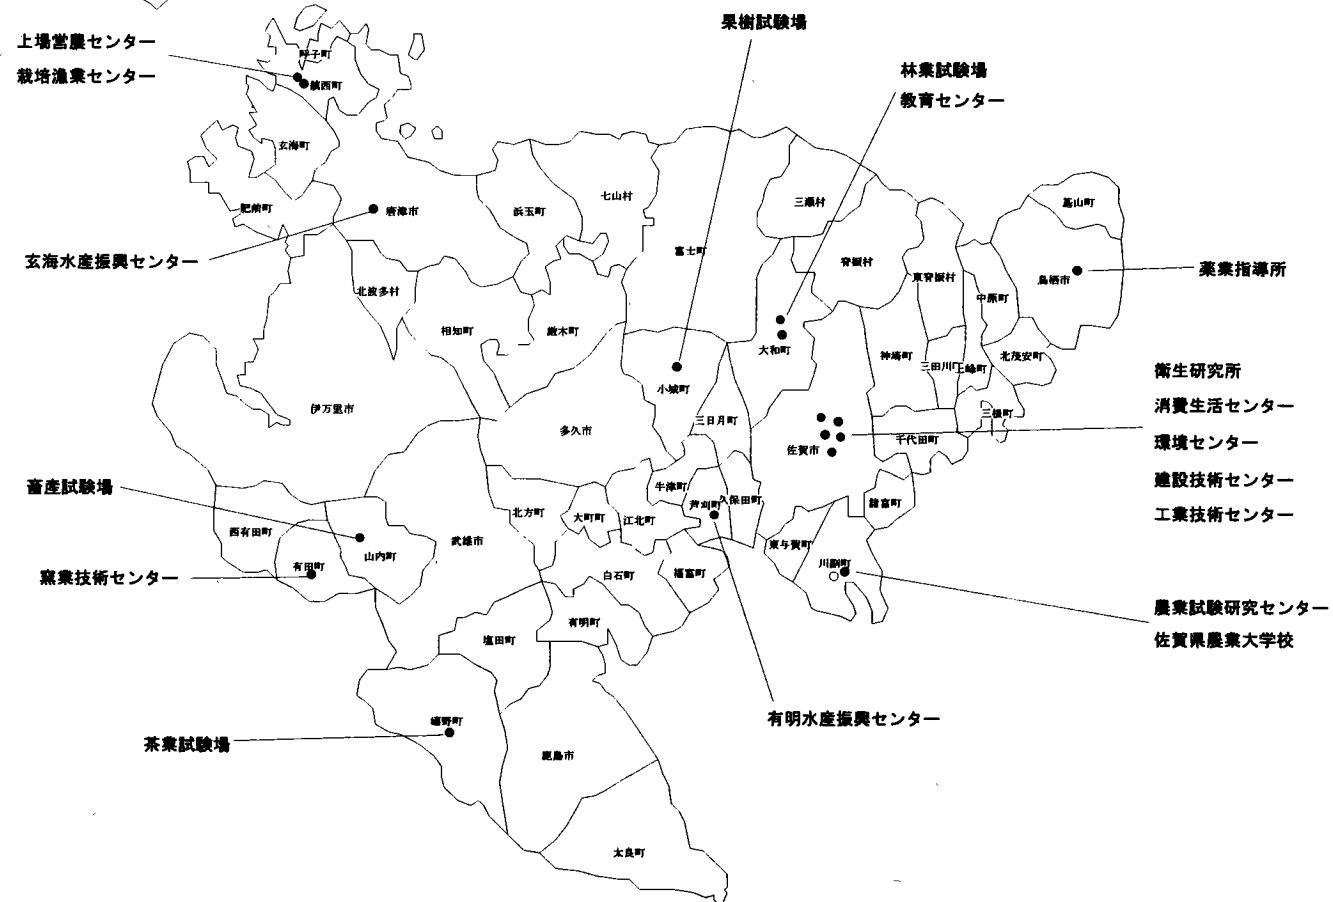 果樹試験場
上場営農センター
栽培漁業センター
呼子町
鎮西町
林業試験場
教育センター
玄海町
肥前町
唐津市
浜玉町
七山村
三瀬村
基山町
玄海水産振興センター
富士町
脊振村
東脊振村
中原町
鳥栖市
薬業指導所
北波多村
相知町
厳木町
大和町
神埼町
三田川町
上峰町
北茂安町
小城町
衛生研究所
消費生活センター
環境センター
建設技術センター
工業技術センター
伊万里市
多久市
三日月町
佐賀市
千代田町
三根町
畜産試験場
牛津町
芦刈町
久保田町
諸富町
西有田町
有田町
山内町
武雄市
北方町
大町町
江北町
東与賀町
川副町
窯業技術センター
白石町
福富町
有明町
塩田町
農業試験研究センター
佐賀県農業大学校
茶業試験場
嬉野町
有明水産振興センター
鹿島市
太良町